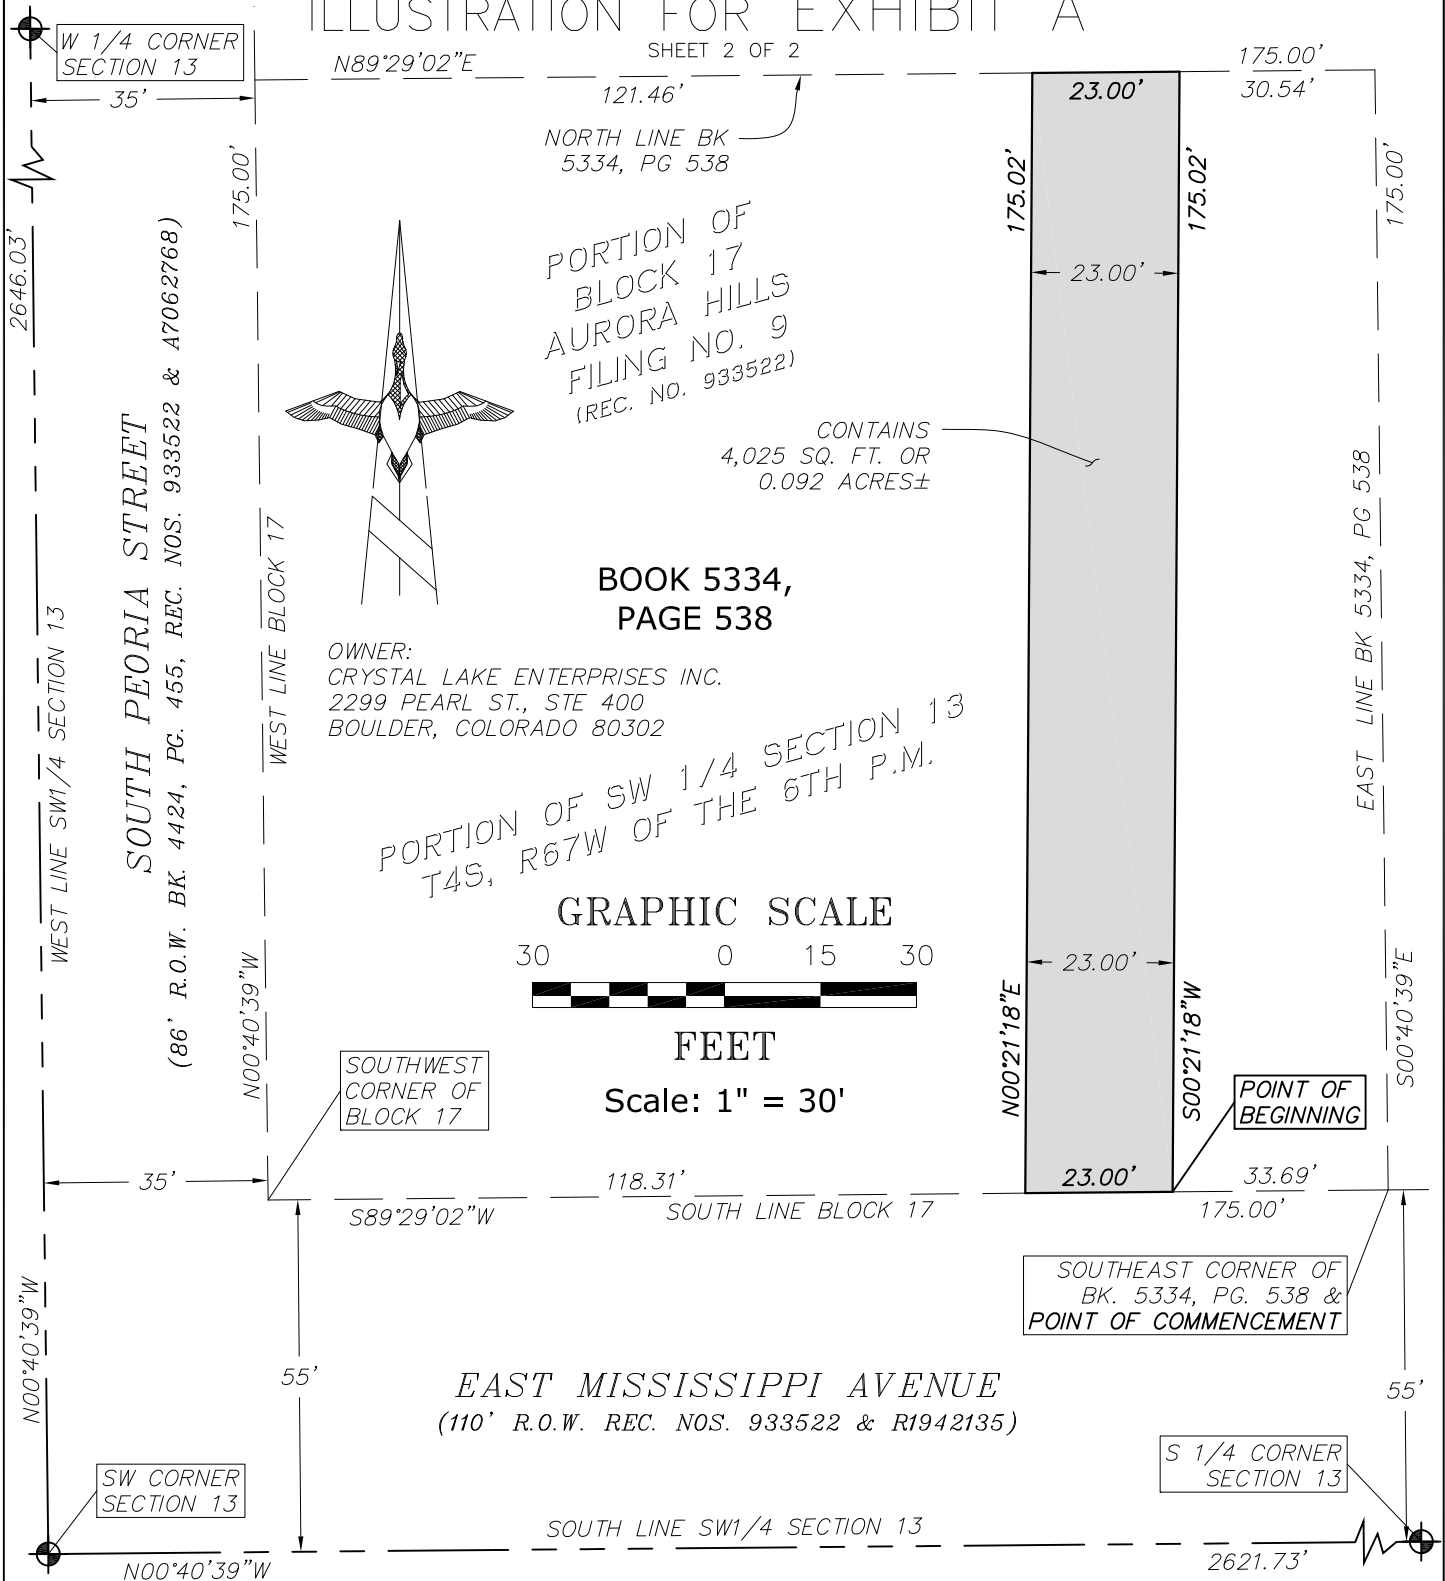 ILLUSTRATION FOR EXHIBIT A
SHEET 2 OF 2
W 1/4 CORNER
SECTION 13
35'
N89°29'02"E
121.46'
23.00'
175.00'
30.54'
NORTH LINE BK
5334, PG 538
2646.03'
175.00'
175.02'
175.02'
175.00'
PORTION OF
BLOCK 17
AURORA HILLS
FILING NO. 9
(REC. NO. 933522)
23.00'
CONTAINS
4,025 SQ. FT. OR
0.092 ACRES±
SOUTH PEORIA STREET
(86' R.O.W. BK. 4424, PG. 455, REC. NOS. 933522 & A7062768)
WEST LINE SW1/4 SECTION 13
WEST LINE BLOCK 17
EAST LINE BK 5334, PG 538
BOOK 5334,
PAGE 538
OWNER:
CRYSTAL LAKE ENTERPRISES INC.
2299 PEARL ST., STE 400
BOULDER, COLORADO 80302
PORTION OF SW 1/4 SECTION 13
T4S, R67W OF THE 6TH P.M.
GRAPHIC SCALE
30 0 15 30
FEET
Scale: 1" = 30'
23.00'
N00°40'39"W
N00°21'18"E
S00°21'18"W
S00°40'39"E
SOUTHWEST
CORNER OF
BLOCK 17
POINT OF
BEGINNING
35'
118.31'
23.00'
33.69'
S89°29'02"W
SOUTH LINE BLOCK 17
175.00'
SOUTHEAST CORNER OF
BK. 5334, PG. 538 &
POINT OF COMMENCEMENT
N00°40'39"W
55'
55'
EAST MISSISSIPPI AVENUE
(110' R.O.W. REC. NOS. 933522 & R1942135)
SW CORNER
SECTION 13
S 1/4 CORNER
SECTION 13
SOUTH LINE SW1/4 SECTION 13
N00°40'39"W
2621.73'